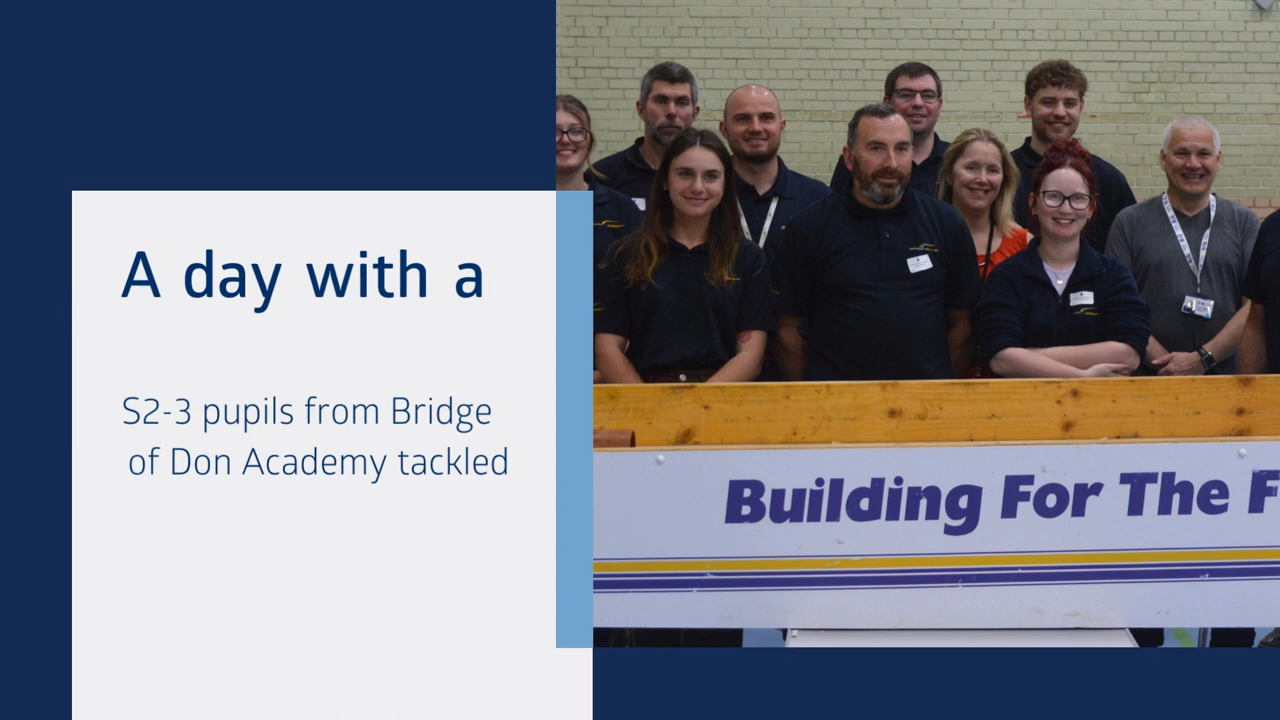 A day with a
S2-3 pupils from Bridge
of Don Academy tackled
Building For The F